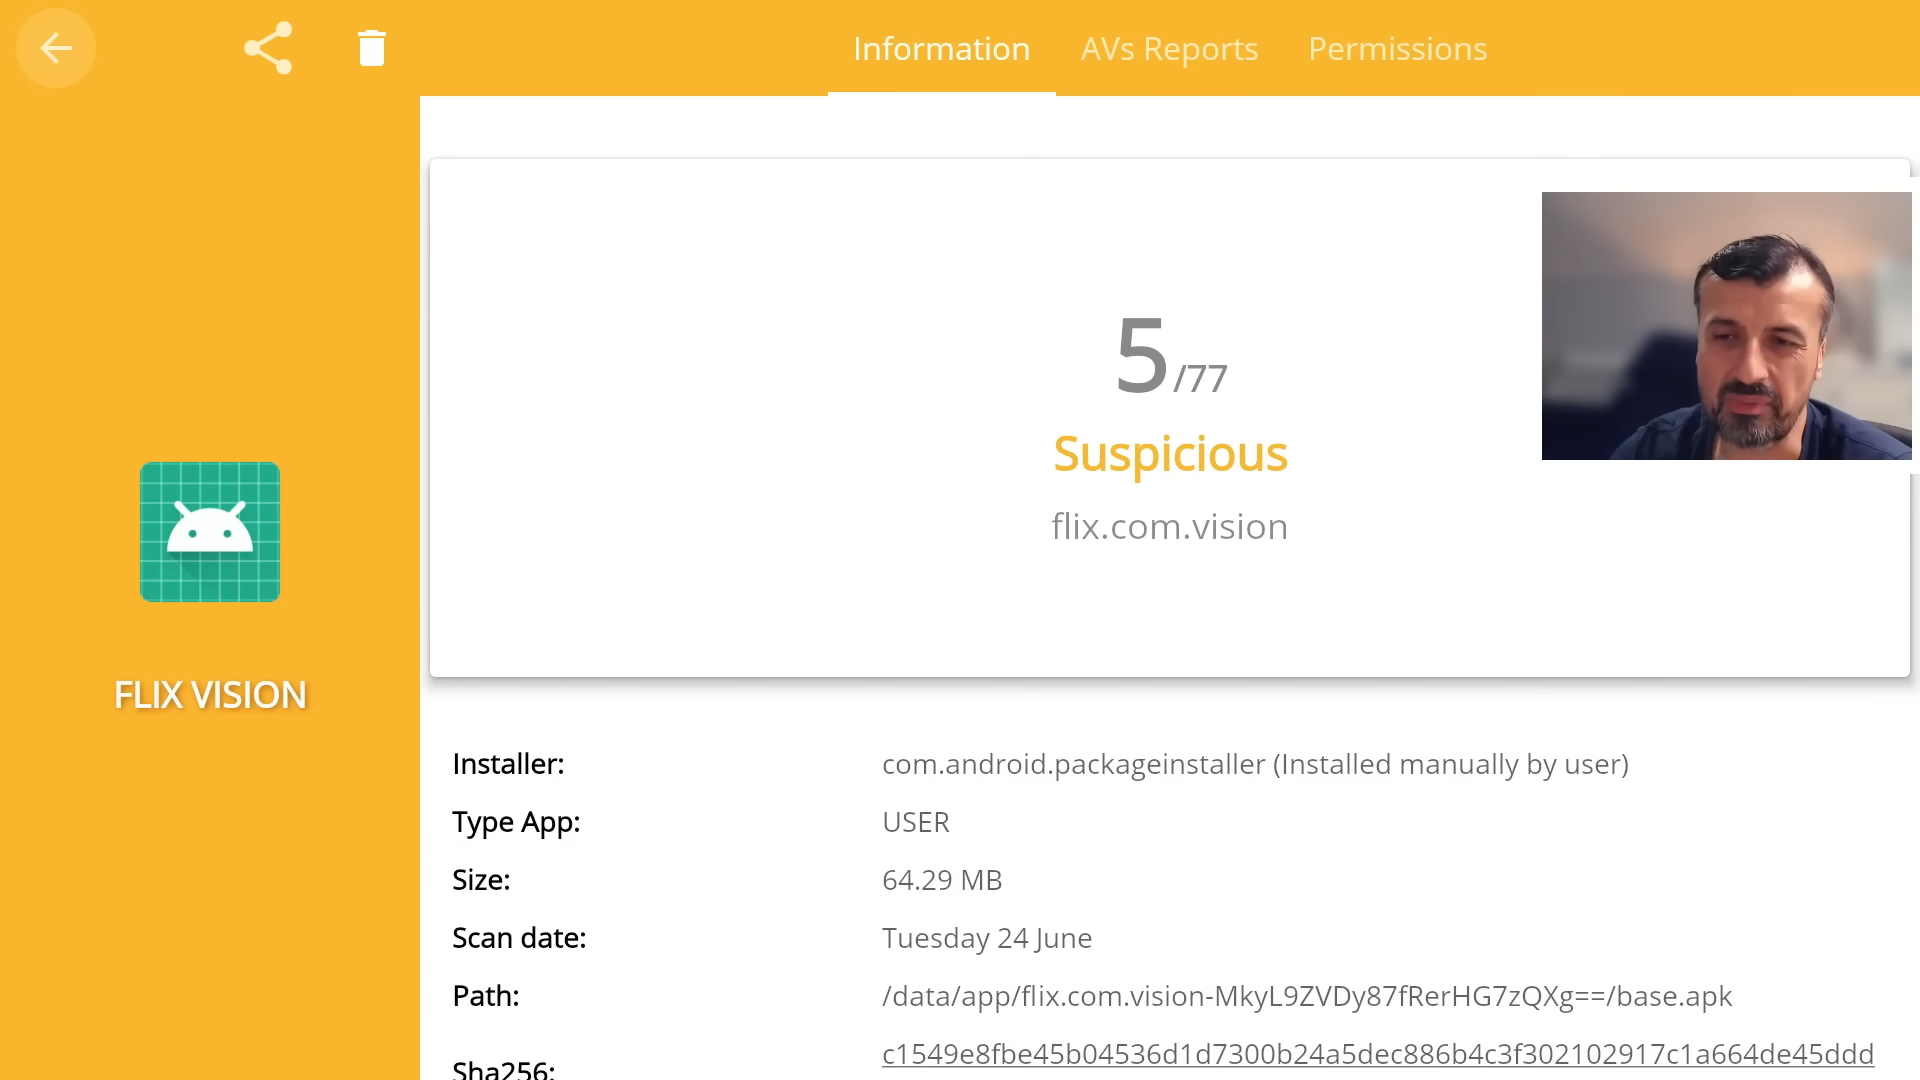 Information AVs Reports Permissions
5/77
Suspicious
flix.com.vision
FLIX VISION
Installer: com.android.packageinstaller (Installed manually by user)
Type App: USER
Size: 64.29 MB
Scan date: Tuesday 24 June
Path: /data/app/flix.com.vision-MkyL9ZVDy87fRerHG7zQXg==/base.apk
Sha256: c1549e8fbe45b04536d1d7300b24a5dec886b4c3f302102917c1a664de45ddd